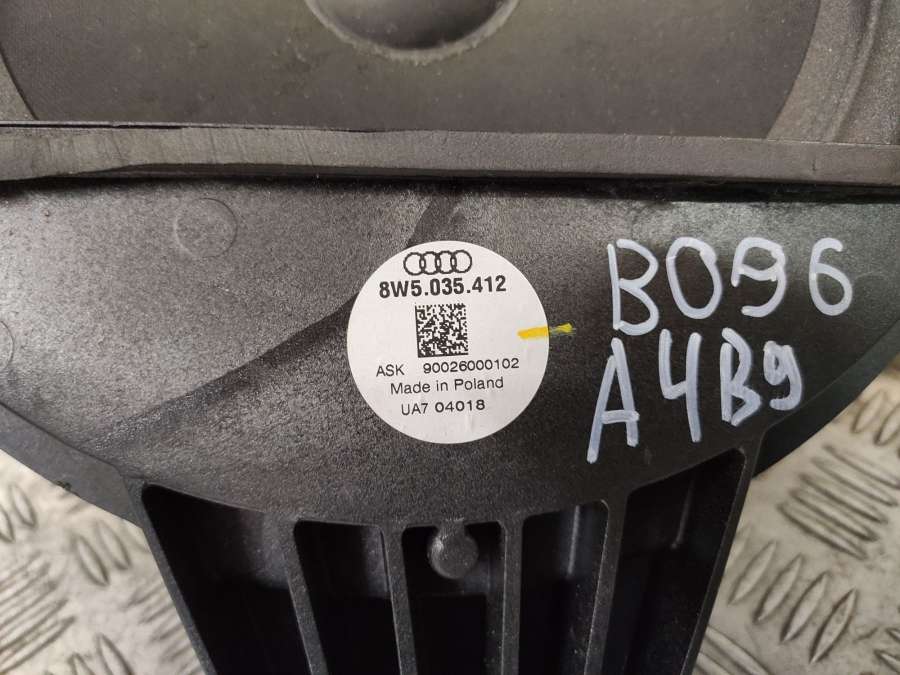 8W5.035.412
ASK 90026000102
Made in Poland
UA7 04018
B096
A4B9